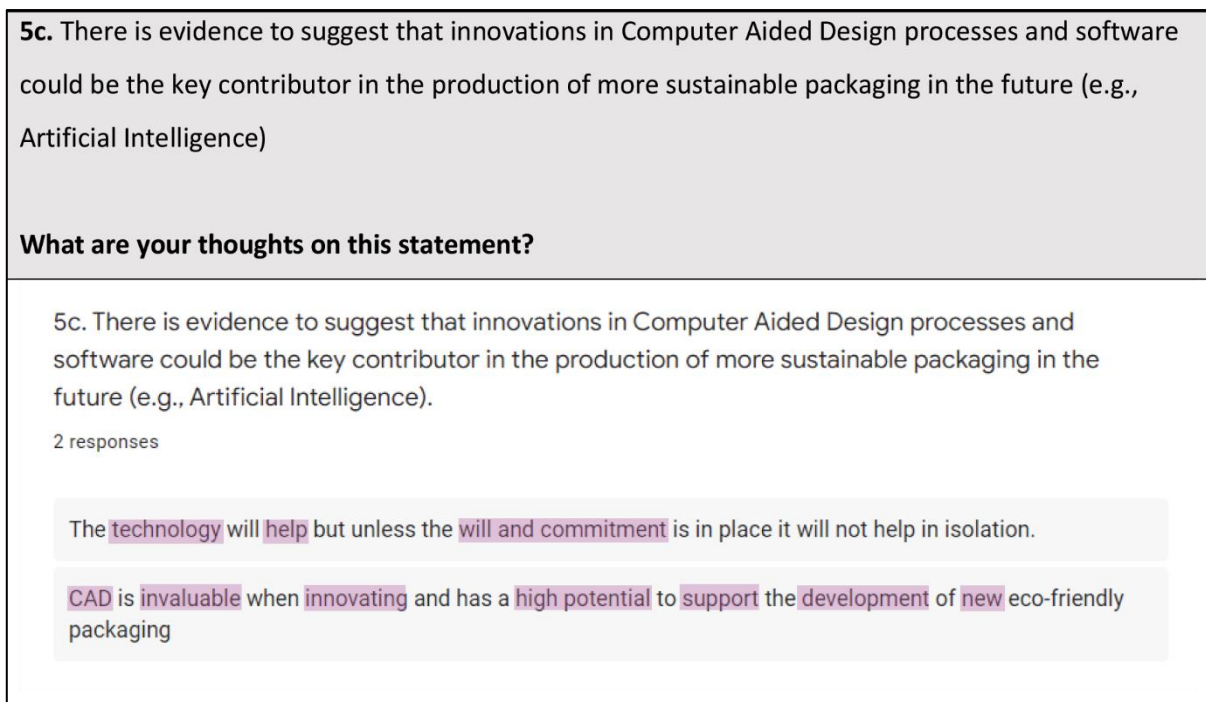 5c. There is evidence to suggest that innovations in Computer Aided Design processes and software
could be the key contributor in the production of more sustainable packaging in the future (e.g.,
Artificial Intelligence)
What are your thoughts on this statement?
5c. There is evidence to suggest that innovations in Computer Aided Design processes and
software could be the key contributor in the production of more sustainable packaging in the
future (e.g., Artificial Intelligence).
2 responses
The technology will help but unless the will and commitment is in place it will not help in isolation.
CAD is invaluable when innovating and has a high potential to support the development of new eco-friendly
packaging